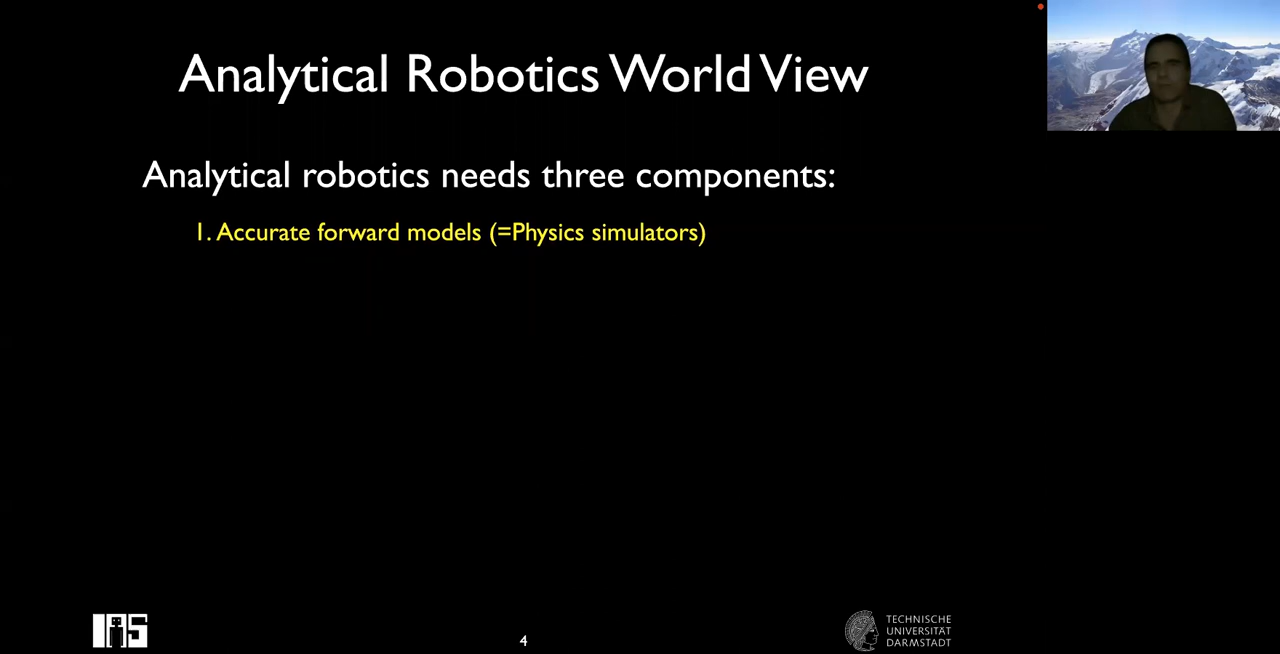 Analytical Robotics World View
Analytical robotics needs three components:
1. Accurate forward models (=Physics simulators)
IAS
4
TECHNISCHE
UNIVERSITÄT
DARMSTADT